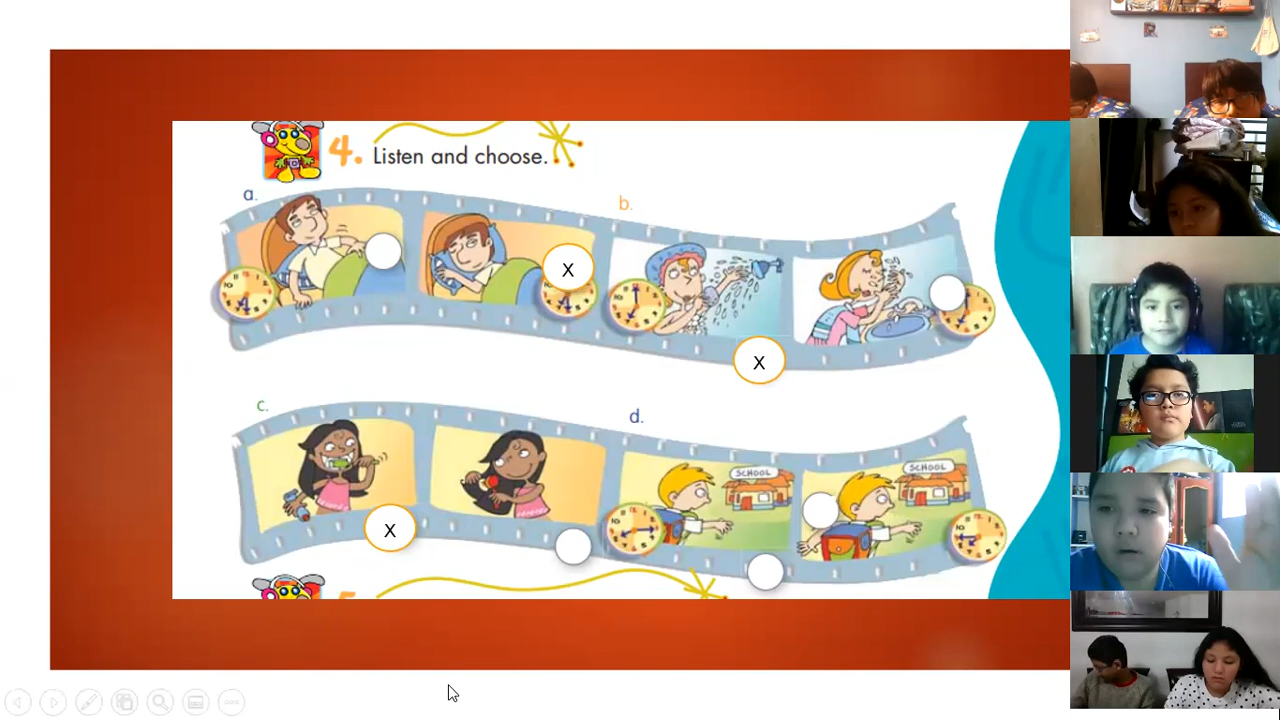 4. Listen and choose.
a.
b.
X
X
c.
d.
SCHOOL
SCHOOL
X